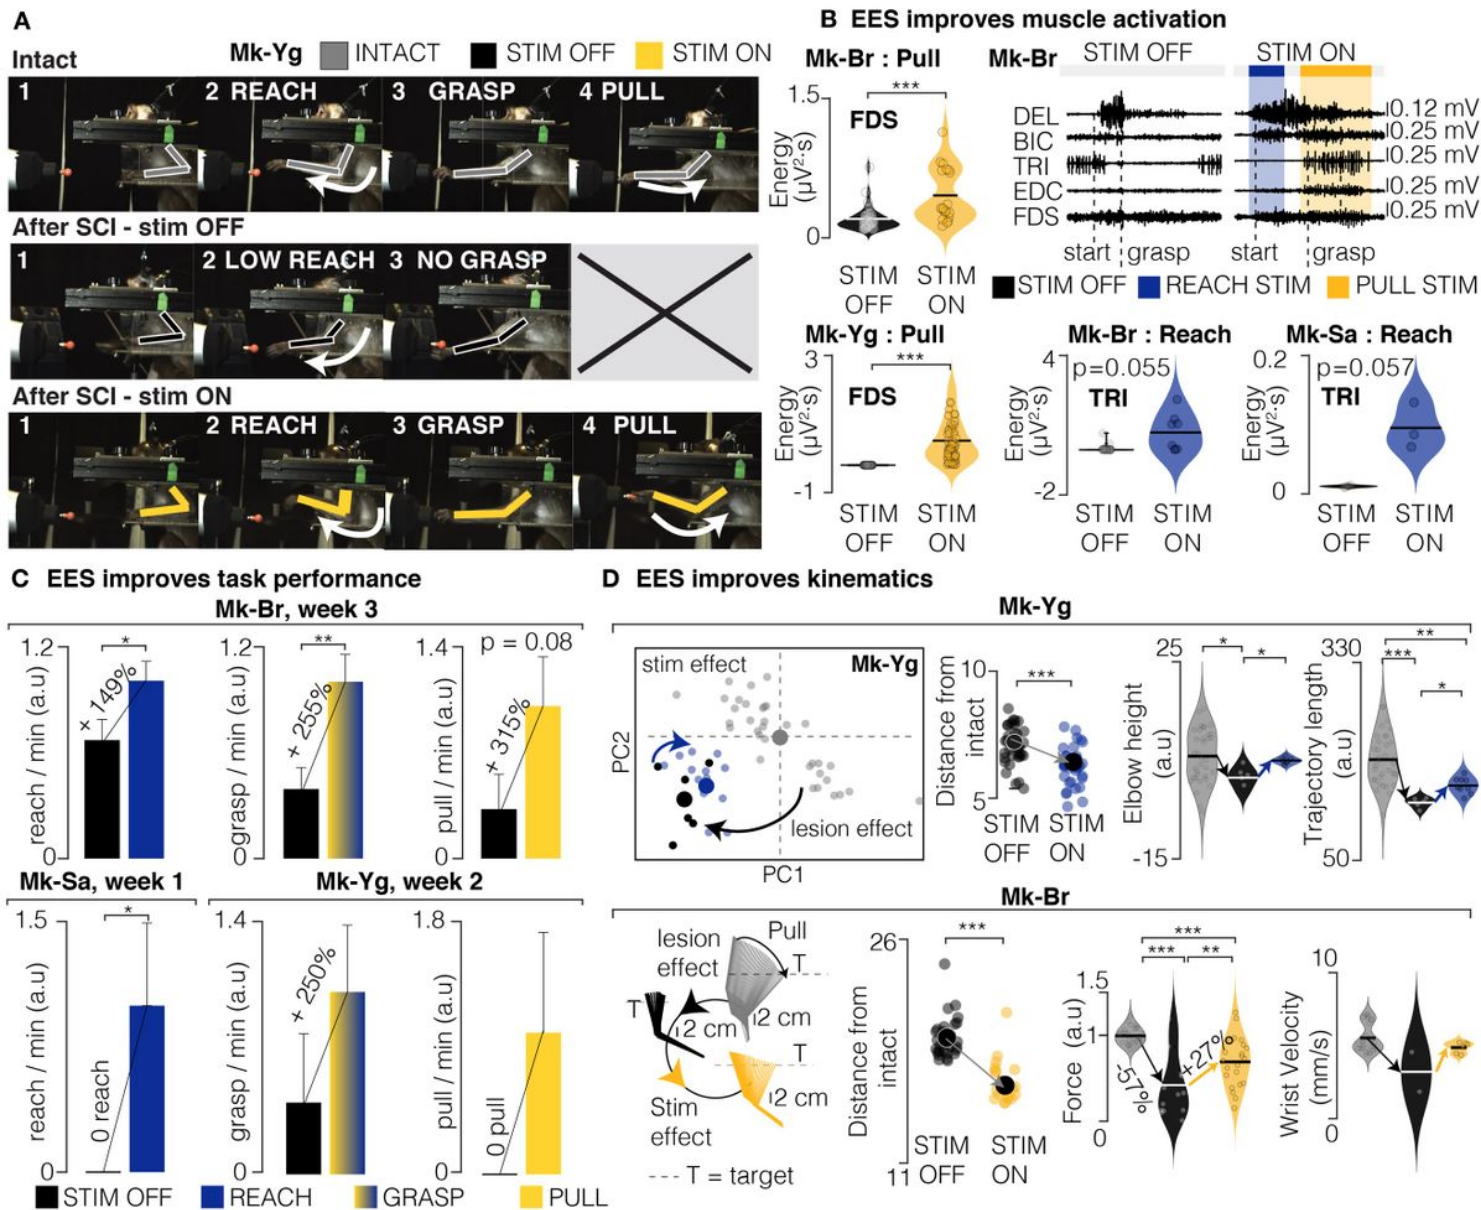 A
Mk-Yg INTACT STIM OFF STIM ON
Intact
1
2 REACH
3 GRASP
4 PULL
After SCI - stim OFF
1
2 LOW REACH
3 NO GRASP
After SCI - stim ON
1
2 REACH
3 GRASP
4 PULL
B EES improves muscle activation
Mk-Br : Pull
***
1.5
FDS
Energy
(µV²·s)
0
STIM
OFF
STIM
ON
Mk-Br
STIM OFF
STIM ON
DEL
BIC
TRI
EDC
FDS
0.12 mV
0.25 mV
0.25 mV
0.25 mV
0.25 mV
start
grasp
start
grasp
STIM OFF REACH STIM PULL STIM
Mk-Yg : Pull
***
3
FDS
Energy
(µV²·s)
-1
STIM
OFF
STIM
ON
Mk-Br : Reach
4
p=0.055
TRI
Energy
(µV²·s)
-2
STIM
OFF
STIM
ON
Mk-Sa : Reach
0.2
p=0.057
TRI
Energy
(µV²·s)
0
STIM
OFF
STIM
ON
C EES improves task performance
Mk-Br, week 3
1.2
*
+ 149%
reach / min (a.u)
0
1.2
**
+ 255%
grasp / min (a.u)
0
1.4
p = 0.08
+ 315%
pull / min (a.u)
0
Mk-Sa, week 1
1.5
*
0 reach
reach / min (a.u)
0
Mk-Yg, week 2
1.4
+ 250%
grasp / min (a.u)
0
1.8
0 pull
pull / min (a.u)
0
STIM OFF REACH GRASP PULL
D EES improves kinematics
Mk-Yg
stim effect
Mk-Yg
lesion effect
PC2
PC1
10
***
Distance from
intact
5
STIM
OFF
STIM
ON
25
*
*
Elbow height
(a.u)
-15
330
**
***
*
Trajectory length
(a.u)
50
Mk-Br
lesion
effect
Pull
T
T
2 cm
2 cm
T
2 cm
Stim
effect
T = target
26
***
Distance from
intact
11
STIM
OFF
STIM
ON
***
***
**
1.5
1
-57%
+27%
Force (a.u)
0
10
Wrist Velocity
(mm/s)
0